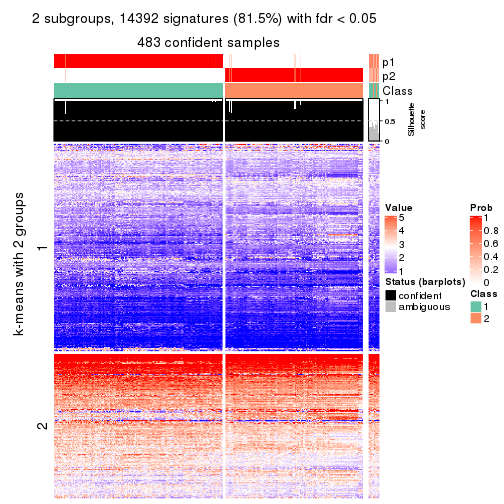 2 subgroups, 14392 signatures (81.5%) with fdr < 0.05
483 confident samples
p1
p2
Class
1
0.5
0
Silhouette
score
k-means with 2 groups
1
2
Value
5
4
3
2
1
Status (barplots)
confident
ambiguous
Prob
1
0.8
0.6
0.4
0.2
0
Class
1
2